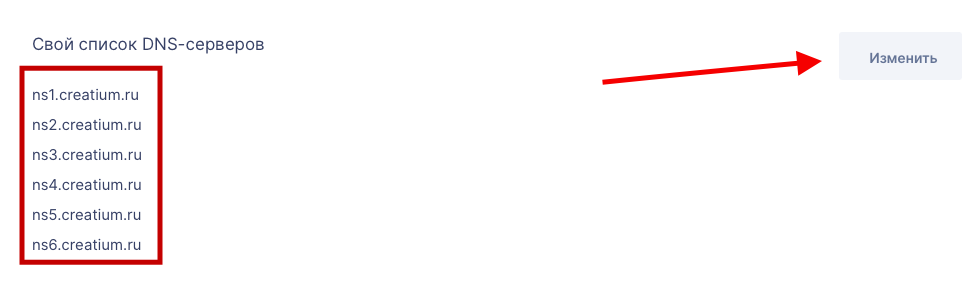 Свой список DNS-серверов
Изменить
ns1.creatium.ru
ns2.creatium.ru
ns3.creatium.ru
ns4.creatium.ru
ns5.creatium.ru
ns6.creatium.ru